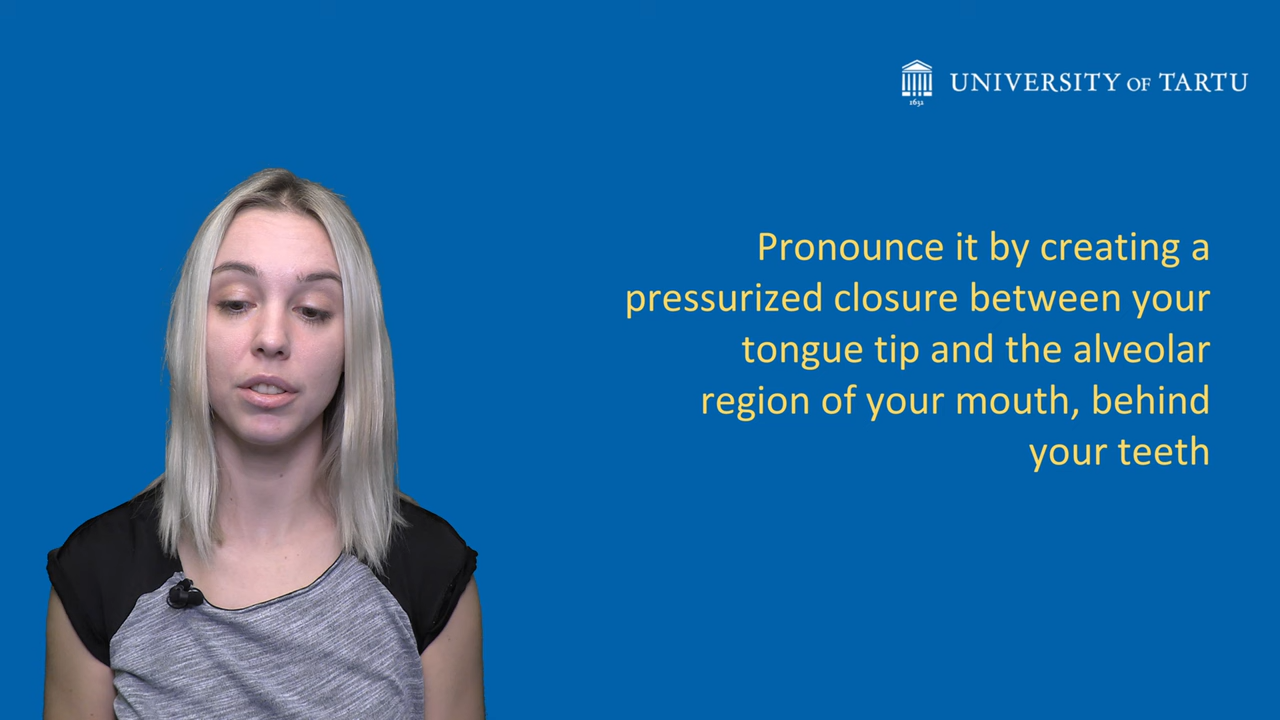 UNIVERSITY OF TARTU
1632
Pronounce it by creating a
pressurized closure between your
tongue tip and the alveolar
region of your mouth, behind
your teeth